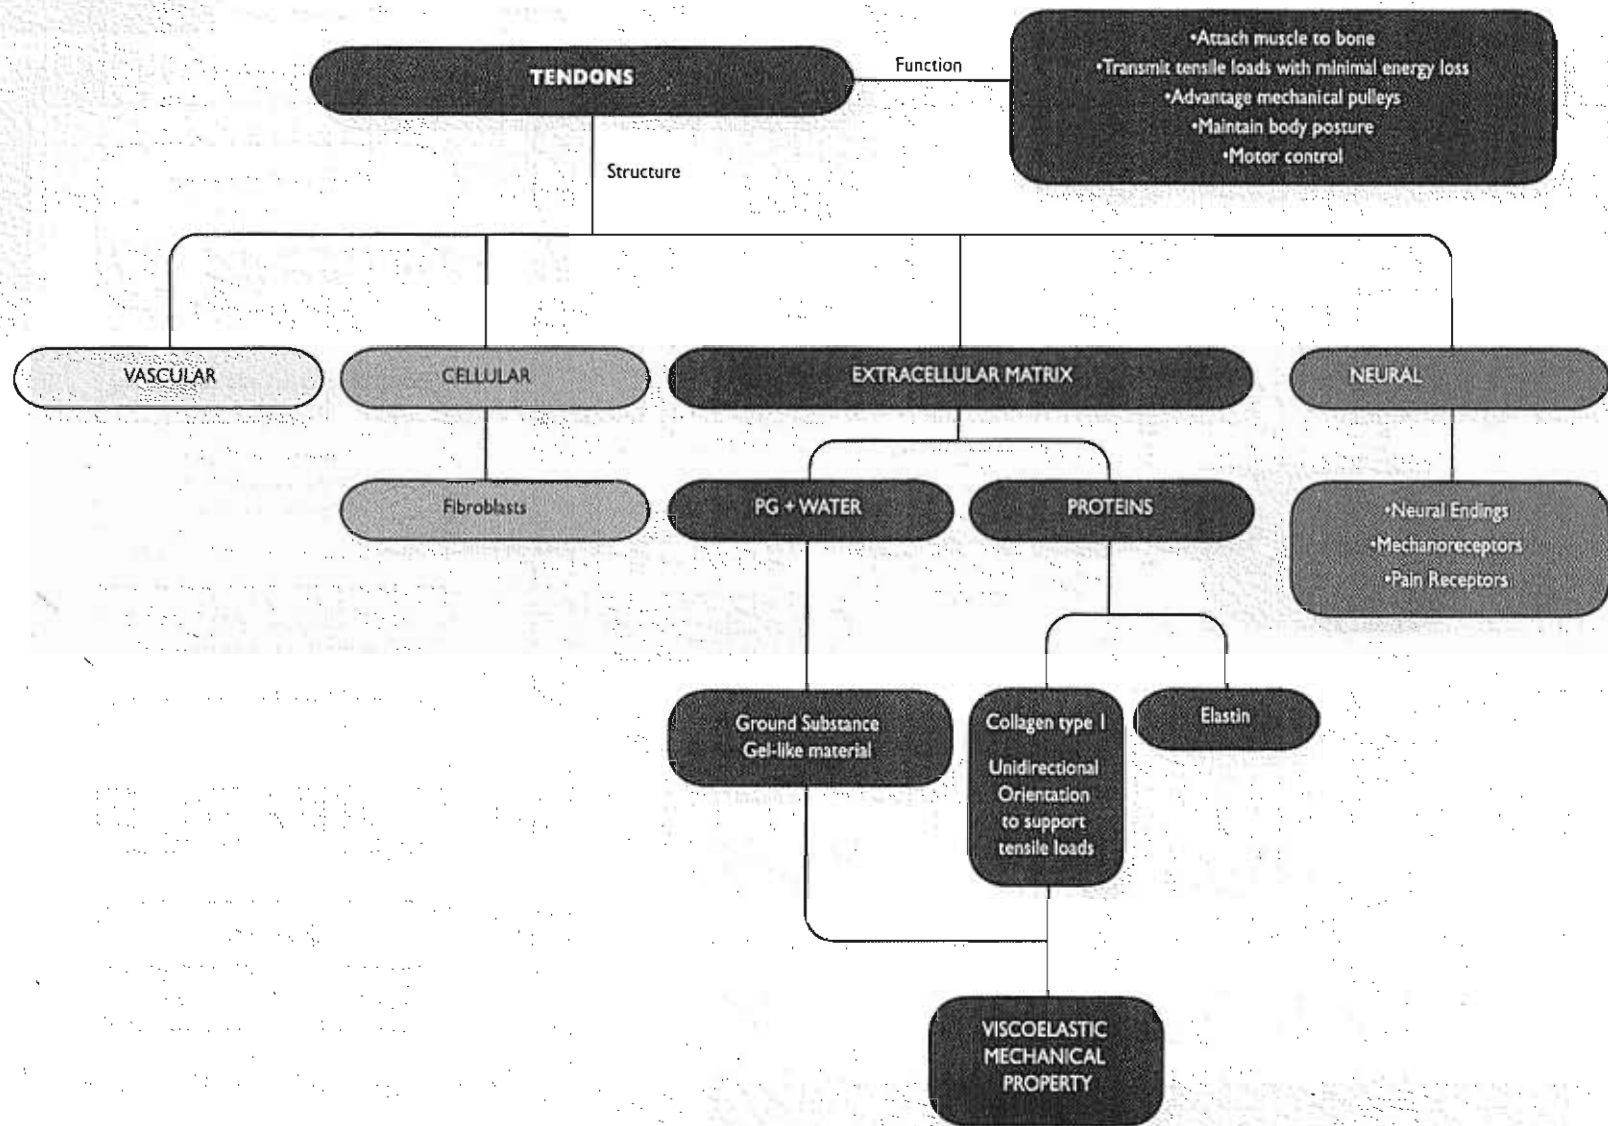 TENDONS
Function
•Attach muscle to bone
•Transmit tensile loads with minimal energy loss
•Advantage mechanical pulleys
•Maintain body posture
•Motor control
Structure
VASCULAR
CELLULAR
EXTRACELLULAR MATRIX
NEURAL
Fibroblasts
PG + WATER
PROTEINS
•Neural Endings
•Mechanoreceptors
•Pain Receptors
Ground Substance
Gel-like material
Collagen type I
Unidirectional
Orientation
to support
tensile loads
Elastin
VISCOELASTIC
MECHANICAL
PROPERTY